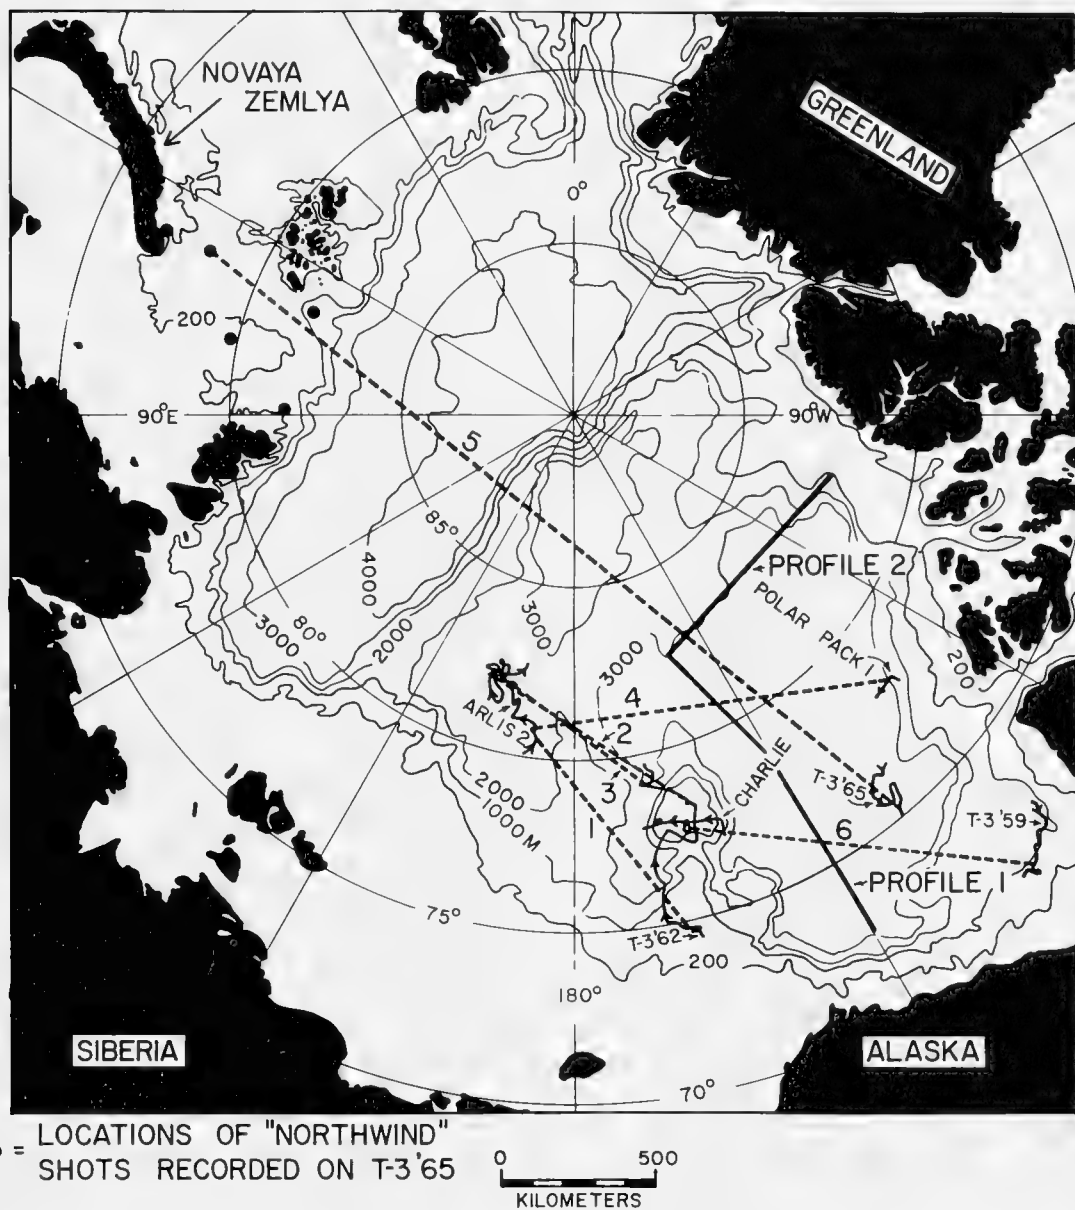 NOVAYA
ZEMLYA
GREENLAND
0°
200
90°E
90°W
5
85°
4000
PROFILE 2
POLAR PACK 1
80°
3000
2000
3000
3000
200
4
ARLIS 2
2
CHARLIE
3
T-3'65
T-3'59
2000
1000 M
1
6
PROFILE 1
75°
T-3'62
200
180°
SIBERIA
ALASKA
70°
= LOCATIONS OF "NORTHWIND"
SHOTS RECORDED ON T-3'65
0 500
KILOMETERS